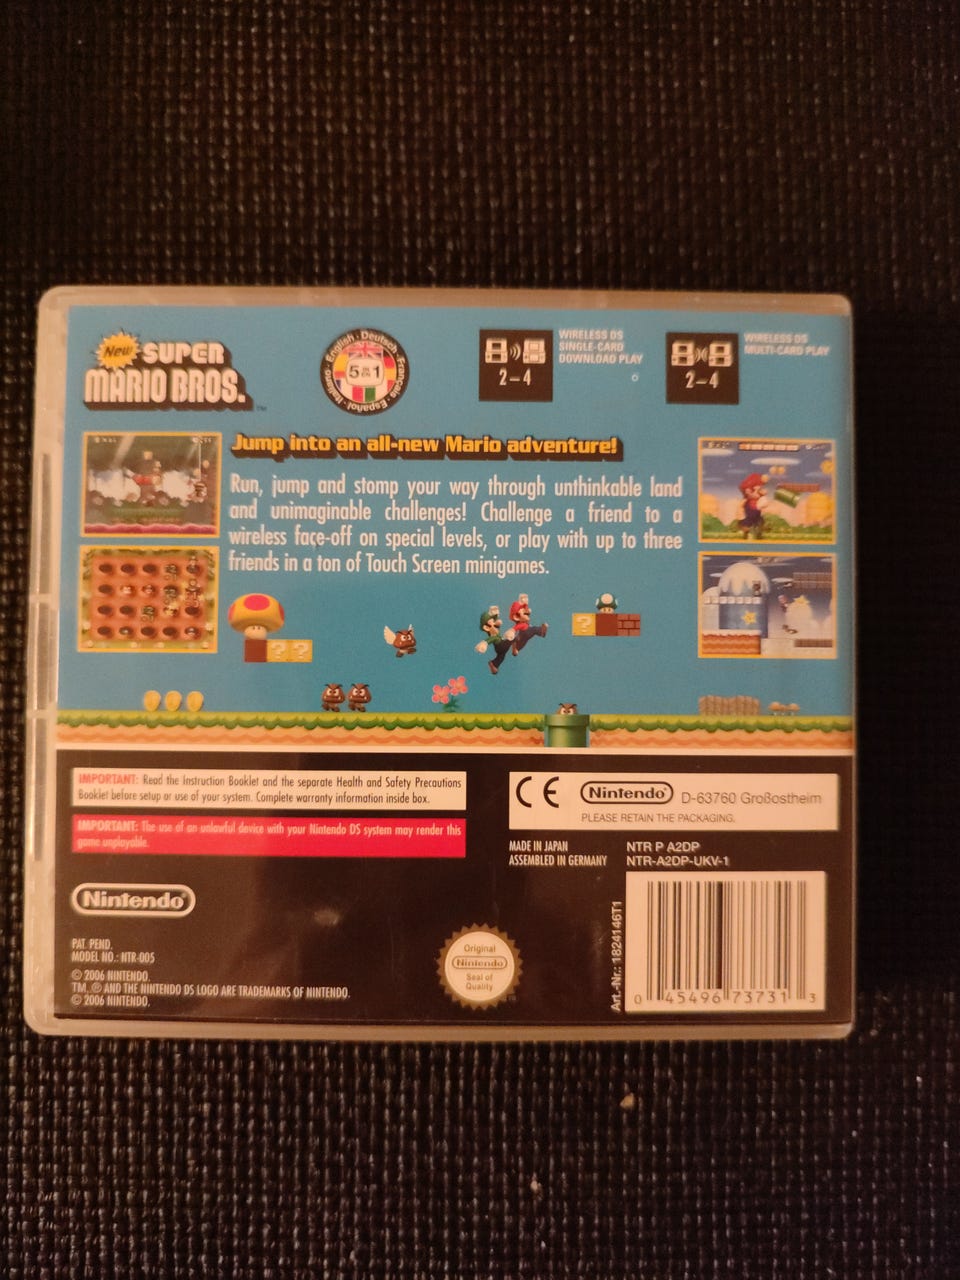 New SUPER
MARIO BROS.™
English · Deutsch · Français · Español · Italiano
5 IN 1
2-4
WIRELESS DS
SINGLE-CARD
DOWNLOAD PLAY
2-4
WIRELESS DS
MULTI-CARD PLAY
Jump into an all-new Mario adventure!
Run, jump and stomp your way through unthinkable land
and unimaginable challenges! Challenge a friend to a
wireless face-off on special levels, or play with up to three
friends in a ton of Touch Screen minigames.
? ?
?
IMPORTANT: Read the Instruction Booklet and the separate Health and Safety Precautions
Booklet before setup or use of your system. Complete warranty information inside box.
IMPORTANT: The use of an unlawful device with your Nintendo DS system may render this
game unplayable.
CE Nintendo® D-63760 Großostheim
PLEASE RETAIN THE PACKAGING.
MADE IN JAPAN
ASSEMBLED IN GERMANY
NTR P A2DP
NTR-A2DP-UKV-1
Nintendo®
PAT. PEND.
MODEL NO.: NTR-005
© 2006 NINTENDO.
TM, ® AND THE NINTENDO DS LOGO ARE TRADEMARKS OF NINTENDO.
© 2006 NINTENDO.
Original
Nintendo
Seal of
Quality
Art.-Nr.: 1824146T1
0 45496 73731 3